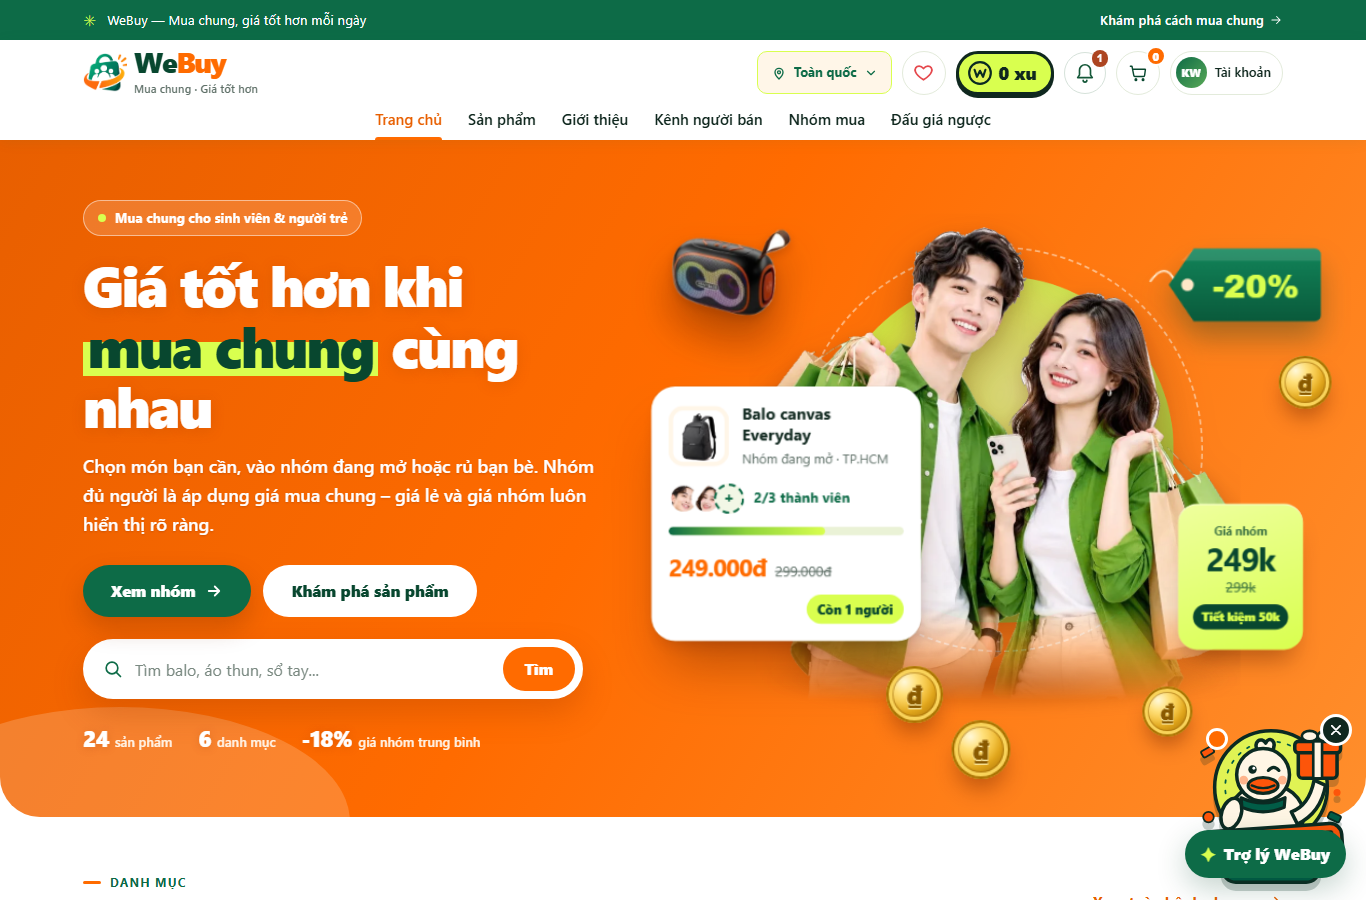 WeBuy — Mua chung, giá tốt hơn mỗi ngày
Khám phá cách mua chung →
WeBuy
Mua chung · Giá tốt hơn
Toàn quốc
W 0 xu
1
0
KW Tài khoản
Trang chủ
Sản phẩm
Giới thiệu
Kênh người bán
Nhóm mua
Đấu giá ngược
Mua chung cho sinh viên & người trẻ
Giá tốt hơn khi
mua chung cùng
nhau
Chọn món bạn cần, vào nhóm đang mở hoặc rủ bạn bè. Nhóm
đủ người là áp dụng giá mua chung – giá lẻ và giá nhóm luôn
hiển thị rõ ràng.
Xem nhóm →
Khám phá sản phẩm
Tìm balo, áo thun, sổ tay...
Tìm
24 sản phẩm
6 danh mục
-18% giá nhóm trung bình
-20%
đ
Balo canvas
Everyday
Nhóm đang mở · TP.HCM
+ 2/3 thành viên
249.000đ 299.000đ
Còn 1 người
Giá nhóm
249k
299k
Tiết kiệm 50k
đ
đ
đ
Trợ lý WeBuy
DANH MỤC